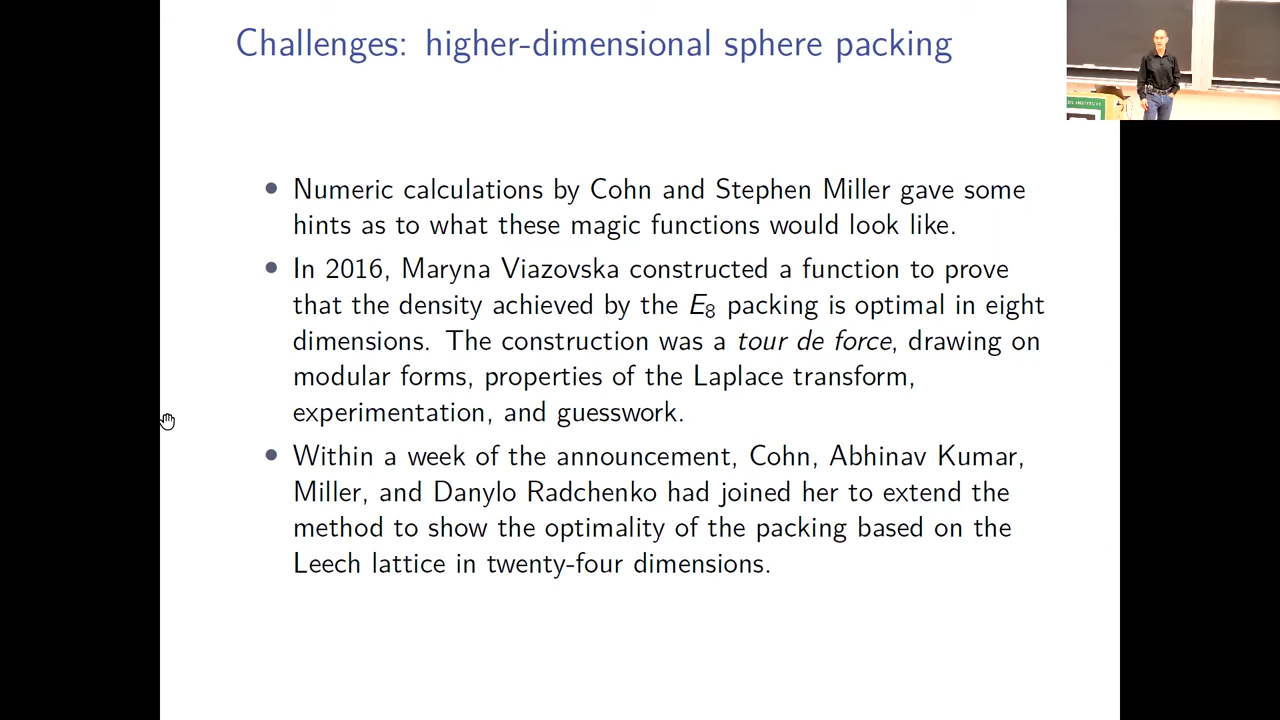 Challenges: higher-dimensional sphere packing
• Numeric calculations by Cohn and Stephen Miller gave some
hints as to what these magic functions would look like.
• In 2016, Maryna Viazovska constructed a function to prove
that the density achieved by the E₈ packing is optimal in eight
dimensions. The construction was a tour de force, drawing on
modular forms, properties of the Laplace transform,
experimentation, and guesswork.
• Within a week of the announcement, Cohn, Abhinav Kumar,
Miller, and Danylo Radchenko had joined her to extend the
method to show the optimality of the packing based on the
Leech lattice in twenty-four dimensions.
INSTITUTE